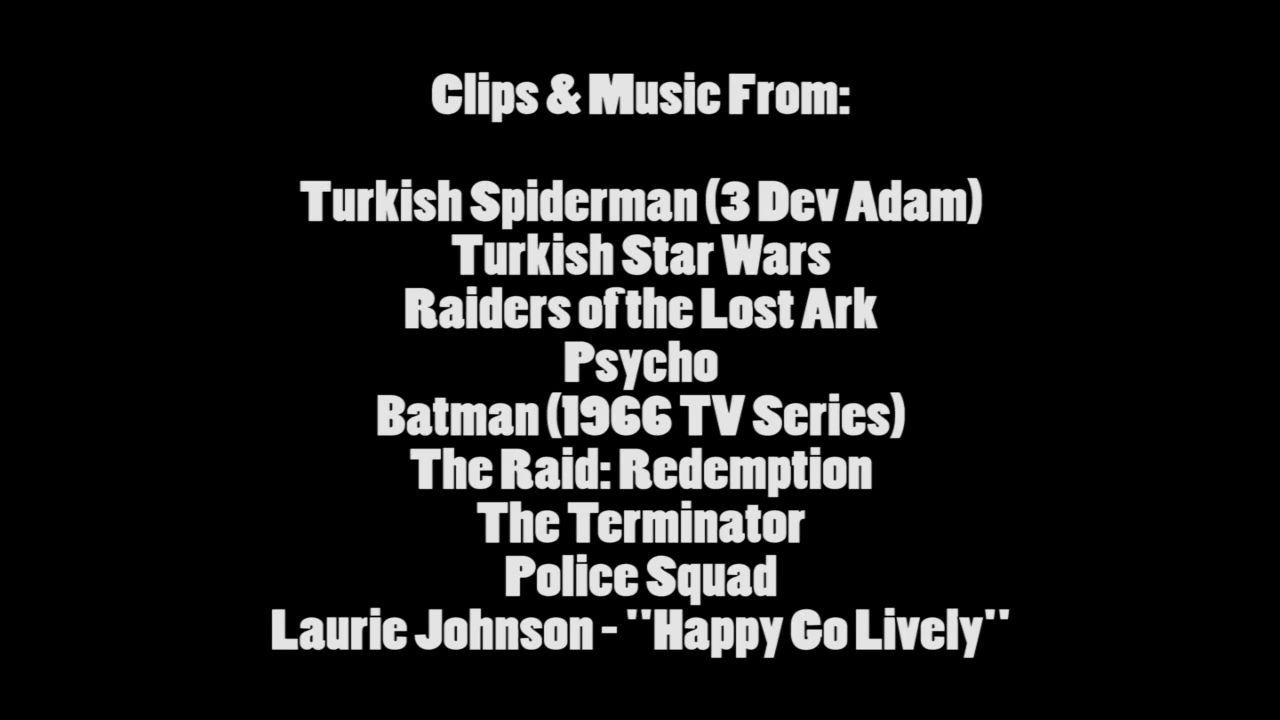 Clips & Music From:
Turkish Spiderman (3 Dev Adam)
Turkish Star Wars
Raiders of the Lost Ark
Psycho
Batman (1966 TV Series)
The Raid: Redemption
The Terminator
Police Squad
Laurie Johnson - "Happy Go Lively"